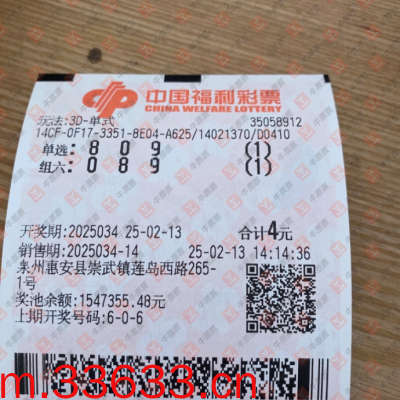 中国福利彩票
CHINA WELFARE LOTTERY
玩法:3D-单式 35058912
14CF-0F17-3351-8E04-A625/14021370/D0410
单选: 8 0 9 (1)
组六: 0 8 9 (1)
开奖期:2025034 25-02-13 合计4元
销售期:2025034-14 25-02-13 14:14:36
泉州惠安县崇武镇莲岛西路265-
1号
奖池余额:1547355.48元
上期开奖号码:6-0-6
m.33633.cn